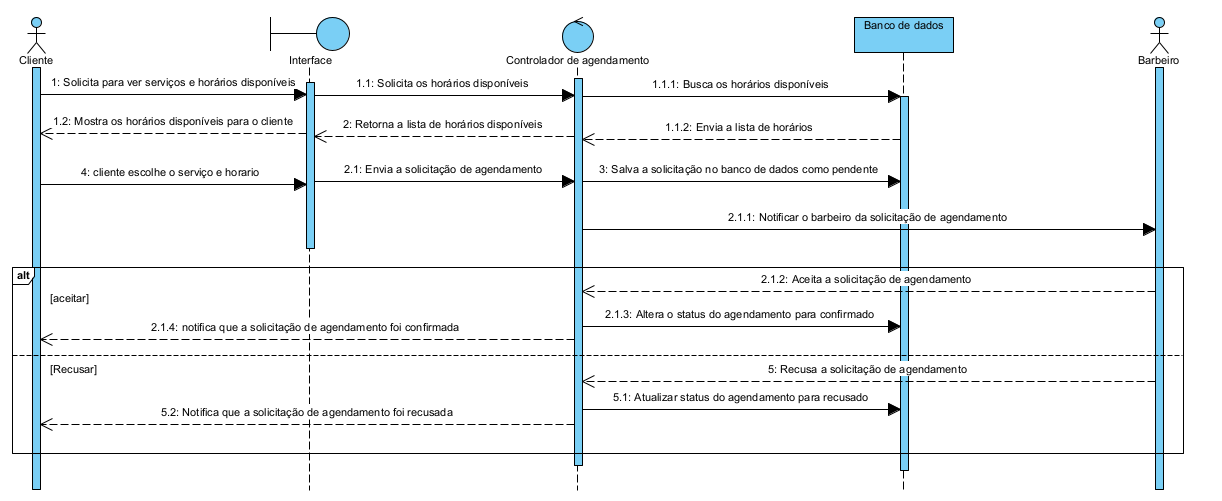 Cliente
Interface
Controlador de agendamento
Banco de dados
Barbeiro
1: Solicita para ver serviços e horários disponíveis
1.1: Solicita os horários disponíveis
1.1.1: Busca os horários disponíveis
1.2: Mostra os horários disponíveis para o cliente
2: Retorna a lista de horários disponíveis
1.1.2: Envia a lista de horários
4: cliente escolhe o serviço e horario
2.1: Envia a solicitação de agendamento
3: Salva a solicitação no banco de dados como pendente
2.1.1: Notificar o barbeiro da solicitação de agendamento
alt
2.1.2: Aceita a solicitação de agendamento
[aceitar]
2.1.3: Altera o status do agendamento para confirmado
2.1.4: notifica que a solicitação de agendamento foi confirmada
[Recusar]
5: Recusa a solicitação de agendamento
5.1: Atualizar status do agendamento para recusado
5.2: Notifica que a solicitação de agendamento foi recusada